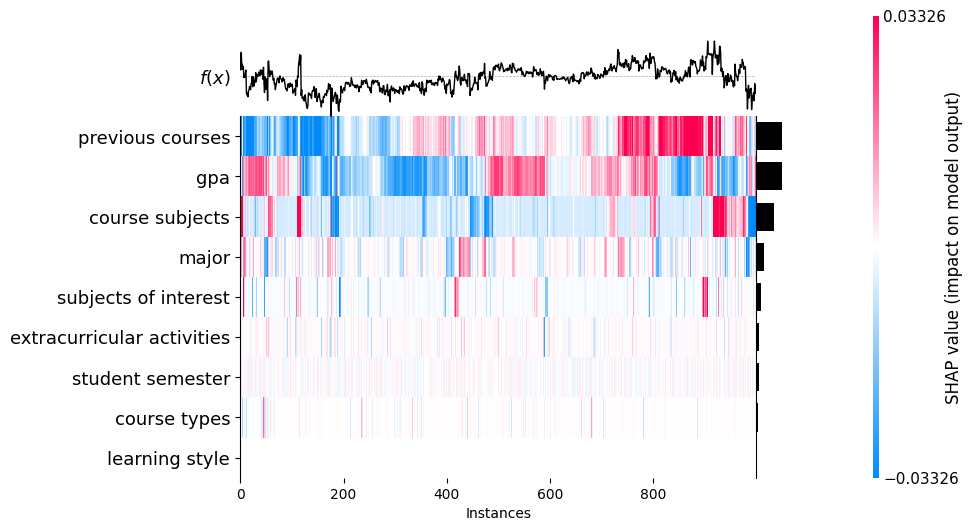 0.03326
f(x)
previous courses
gpa
course subjects
major
subjects of interest
extracurricular activities
student semester
course types
learning style
0 200 400 600 800
Instances
−0.03326
SHAP value (impact on model output)